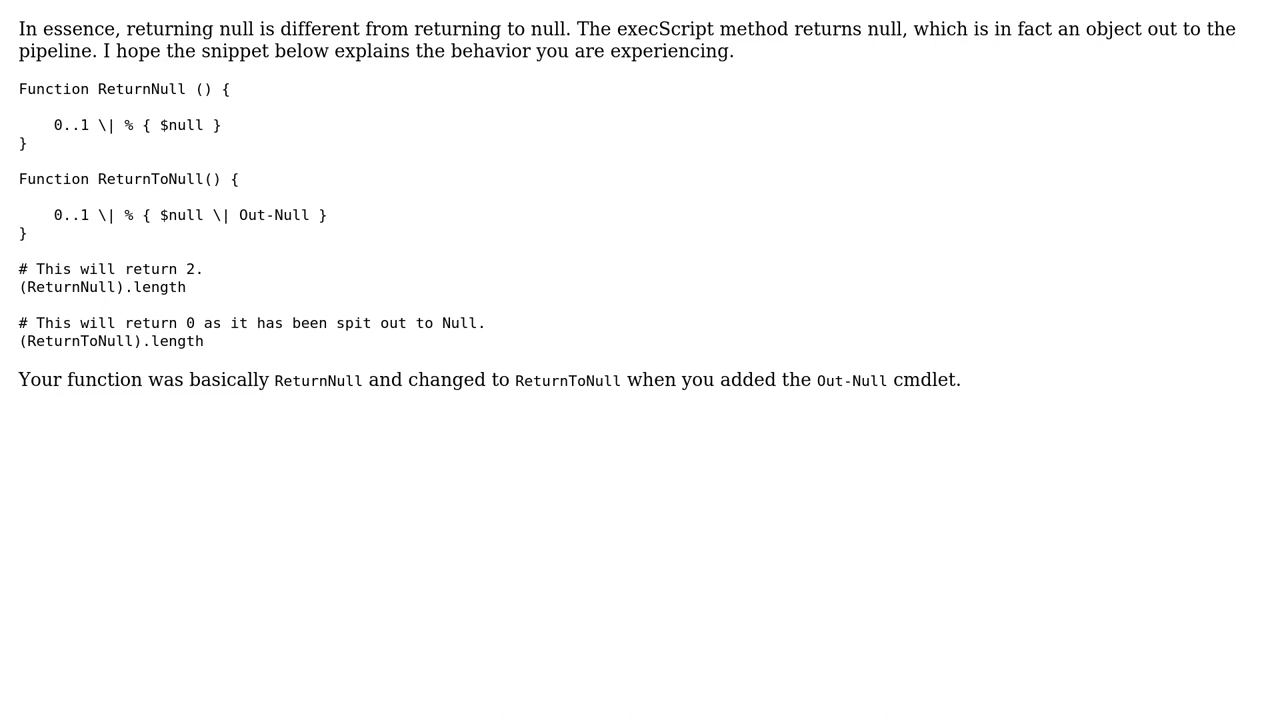 In essence, returning null is different from returning to null. The execScript method returns null, which is in fact an object out to the
pipeline. I hope the snippet below explains the behavior you are experiencing.
Function ReturnNull () {
    0..1 \| % { $null }
}
Function ReturnToNull() {
    0..1 \| % { $null \| Out-Null }
}
# This will return 2.
(ReturnNull).length
# This will return 0 as it has been spit out to Null.
(ReturnToNull).length
Your function was basically ReturnNull and changed to ReturnToNull when you added the Out-Null cmdlet.